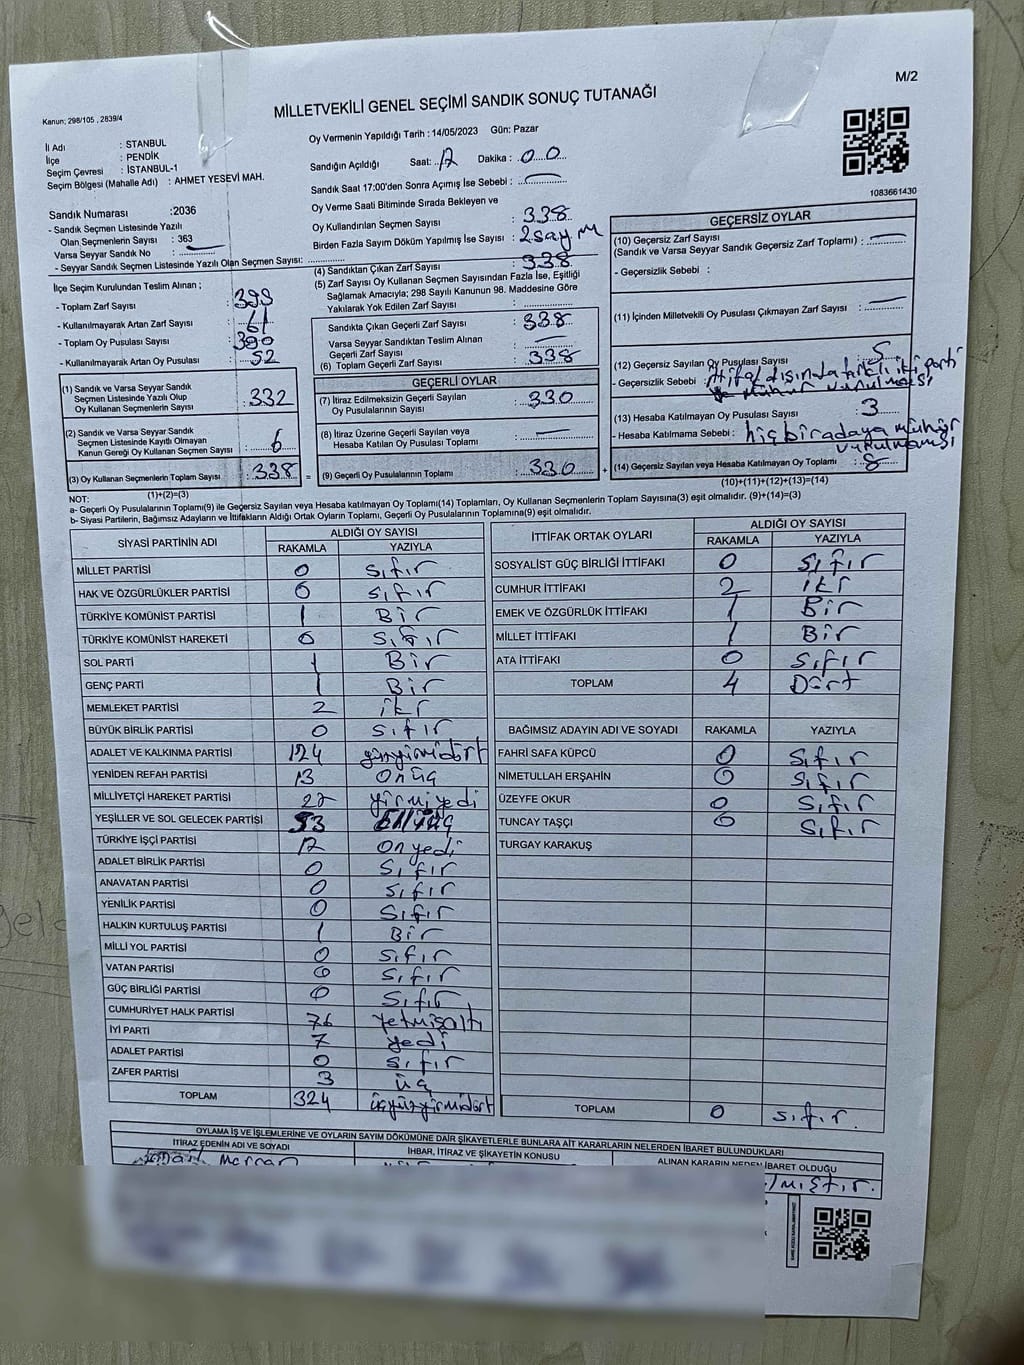 M/2
Kanun; 298/105 , 2839/4
MİLLETVEKİLİ GENEL SEÇİMİ SANDIK SONUÇ TUTANAĞI
İl Adı : İSTANBUL
İlçe : PENDİK
Seçim Çevresi : İSTANBUL-1
Seçim Bölgesi (Mahalle Adı) : AHMET YESEVİ MAH.
Sandık Numarası :2036
- Sandık Seçmen Listesinde Yazılı
Olan Seçmenlerin Sayısı : 363
Varsa Seyyar Sandık No
- Seyyar Sandık Seçmen Listesinde Yazılı Olan Seçmen Sayısı:
Oy Vermenin Yapıldığı Tarih : 14/05/2023 Gün: Pazar
Sandığın Açıldığı Saat: 17 Dakika : 00
Sandık Saat 17:00'den Sonra Açımış İse Sebebi :
Oy Verme Saati Bitiminde Sırada Bekleyen ve
Oy Kullandırılan Seçmen Sayısı : 338
Birden Fazla Sayım Döküm Yapılmış İse Sayısı : 2 sayım
(4) Sandıktan Çıkan Zarf Sayısı : 338
(5) Zarf Sayısı Oy Kullanan Seçmen Sayısından Fazla İse, Eşitliği
Sağlamak Amacıyla; 298 Sayılı Kanunun 98. Maddesine Göre
Yakılarak Yok Edilen Zarf Sayısı :
1083661430
İlçe Seçim Kurulundan Teslim Alınan ;
- Toplam Zarf Sayısı : 399
- Kullanılmayarak Artan Zarf Sayısı : 61
- Toplam Oy Pusulası Sayısı : 390
- Kullanılmayarak Artan Oy Pusulası : 52
(1) Sandık ve Varsa Seyyar Sandık
Seçmen Listesinde Yazılı Olup
Oy Kullanan Seçmenlerin Sayısı : 332
(2) Sandık ve Varsa Seyyar Sandık
Seçmen Listesinde Kayıtlı Olmayan
Kanun Gereği Oy Kullanan Seçmen Sayısı : 6
(3) Oy Kullanan Seçmenlerin Toplam Sayısı : 338 =
(1)+(2)=(3)
Sandıkta Çıkan Geçerli Zarf Sayısı : 338
Varsa Seyyar Sandıktan Teslim Alınan
Geçerli Zarf Sayısı :
(6) Toplam Geçerli Zarf Sayısı : 338
GEÇERLİ OYLAR
(7) İtiraz Edilmeksizin Geçerli Sayılan
Oy Pusulalarının Sayısı : 330
(8) İtiraz Üzerine Geçerli Sayılan veya
Hesaba Katılan Oy Pusulası Toplamı :
(9) Geçerli Oy Pusulalarının Toplamı : 330 +
GEÇERSİZ OYLAR
(10) Geçersiz Zarf Sayısı
(Sandık ve Varsa Seyyar Sandık Geçersiz Zarf Toplamı) :
- Geçersizlik Sebebi :
(11) İçinden Milletvekili Oy Pusulası Çıkmayan Zarf Sayısı :
(12) Geçersiz Sayılan Oy Pusulası Sayısı : 5
- Geçersizlik Sebebi : ittifak dışında farklı iki parti
mühür vurulması
(13) Hesaba Katılmayan Oy Pusulası Sayısı : 3
- Hesaba Katılmama Sebebi : hiçbir adaya mühür
vurulmaması
(14) Geçersiz Sayılan veya Hesaba Katılmayan Oy Toplamı : 8
(10)+(11)+(12)+(13)=(14)
NOT:
a- Geçerli Oy Pusulalarının Toplamı(9) ile Geçersiz Sayılan veya Hesaba katılmayan Oy Toplamı(14) Toplamları, Oy Kullanan Seçmenlerin Toplam Sayısına(3) eşit olmalıdır. (9)+(14)=(3)
b- Siyasi Partilerin, Bağımsız Adayların ve İttifakların Aldığı Ortak Oyların Toplamı, Geçerli Oy Pusulalarının Toplamına(9) eşit olmalıdır.
SİYASİ PARTİNİN ADI ALDIĞI OY SAYISI
RAKAMLA YAZIYLA
MİLLET PARTİSİ 0 sıfır
HAK VE ÖZGÜRLÜKLER PARTİSİ 0 sıfır
TÜRKİYE KOMÜNİST PARTİSİ 1 Bir
TÜRKİYE KOMÜNİST HAREKETİ 0 sıfır
SOL PARTİ 1 Bir
GENÇ PARTİ 1 Bir
MEMLEKET PARTİSİ 2 iki
BÜYÜK BİRLİK PARTİSİ 0 sıfır
ADALET VE KALKINMA PARTİSİ 124 yüzyirmidört
YENİDEN REFAH PARTİSİ 13 onüç
MİLLİYETÇİ HAREKET PARTİSİ 27 yirmiyedi
YEŞİLLER VE SOL GELECEK PARTİSİ 53 Elliüç
TÜRKİYE İŞÇİ PARTİSİ 17 onyedi
ADALET BİRLİK PARTİSİ 0 sıfır
ANAVATAN PARTİSİ 0 sıfır
YENİLİK PARTİSİ 0 sıfır
HALKIN KURTULUŞ PARTİSİ 1 Bir
MİLLİ YOL PARTİSİ 0 sıfır
VATAN PARTİSİ 0 sıfır
GÜÇ BİRLİĞİ PARTİSİ 0 sıfır
CUMHURİYET HALK PARTİSİ 76 yetmişaltı
İYİ PARTİ 7 yedi
ADALET PARTİSİ 0 sıfır
ZAFER PARTİSİ 3 üç
TOPLAM 324 üçyüzyirmidört
İTTİFAK ORTAK OYLARI ALDIĞI OY SAYISI
RAKAMLA YAZIYLA
SOSYALİST GÜÇ BİRLİĞİ İTTİFAKI 0 sıfır
CUMHUR İTTİFAKI 2 iki
EMEK VE ÖZGÜRLÜK İTTİFAKI 1 Bir
MİLLET İTTİFAKI 1 Bir
ATA İTTİFAKI 0 sıfır
TOPLAM 4 Dört
BAĞIMSIZ ADAYIN ADI VE SOYADI RAKAMLA YAZIYLA
FAHRİ SAFA KÜPCÜ 0 sıfır
NİMETULLAH ERŞAHİN 0 sıfır
ÜZEYFE OKUR 0 sıfır
TUNCAY TAŞÇI 0 sıfır
TURGAY KARAKUŞ
TOPLAM 0 sıfır
OYLAMA İŞ VE İŞLEMLERİNE VE OYLARIN SAYIM DÖKÜMÜNE DAİR ŞİKAYETLERLE BUNLARA AİT KARARLARIN NELERDEN İBARET BULUNDUKLARI
İTİRAZ EDENİN ADI VE SOYADI İHBAR, İTİRAZ VE ŞİKAYETİN KONUSU ALINAN KARARIN NEDEN İBARET OLDUĞU